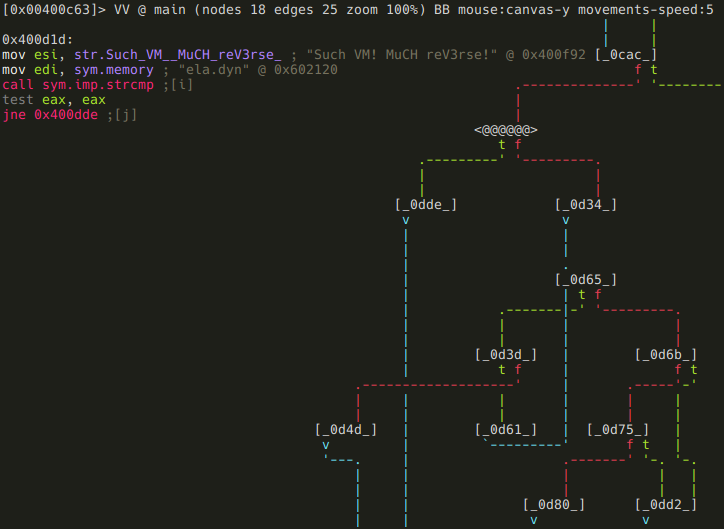 [0x00400c63]> VV @ main (nodes 18 edges 25 zoom 100%) BB mouse:canvas-y movements-speed:5
0x400d1d:
mov esi, str.Such_VM__MuCH_reV3rse_ ; "Such VM! MuCH reV3rse!" @ 0x400f92 [_0cac_]
mov edi, sym.memory ; "ela.dyn" @ 0x602120 f t
call sym.imp.strcmp ;[i]
test eax, eax
jne 0x400dde ;[j]
<@@@@@@>
t f
[_0dde_] [_0d34_]
v v
[_0d65_]
t f
[_0d3d_] [_0d6b_]
t f f t
[_0d4d_] [_0d61_] [_0d75_]
v f t
[_0d80_] [_0dd2_]
v v